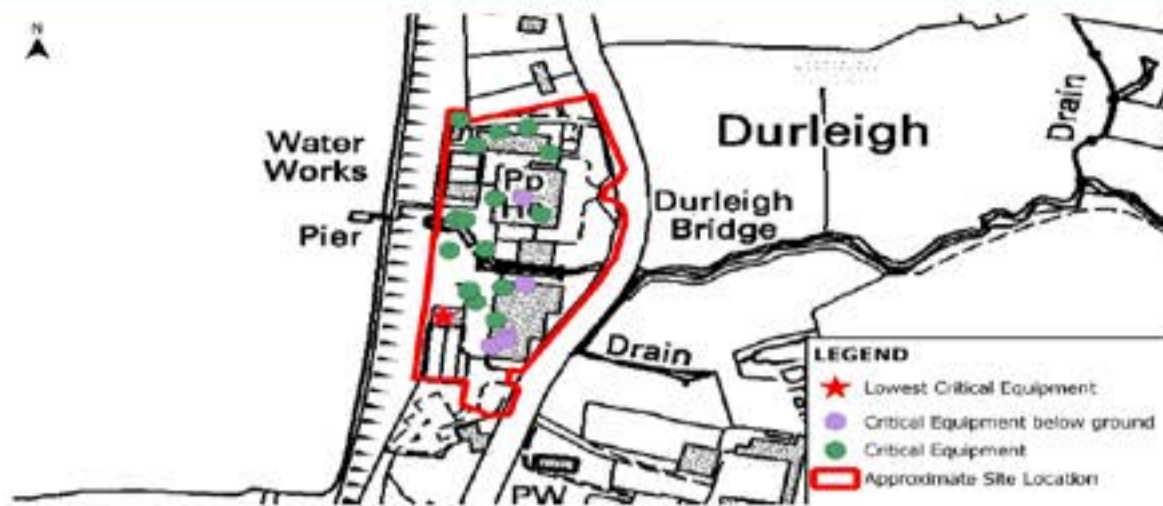 N
Water
Works
Pier
Pp
H
Durleigh
Drain
Durleigh
Bridge
Drain
PW
LEGEND
Lowest Critical Equipment
Critical Equipment below ground
Critical Equipment
Approximate Site Location